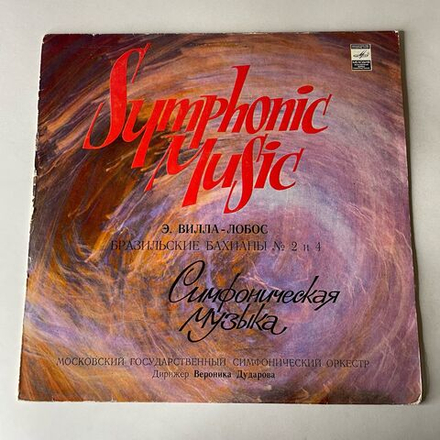 Symphonic
Music
Э. ВИЛЛА-ЛОБОС
БРАЗИЛЬСКИЕ БАХИАНЫ № 2 и 4
Симфоническая
музыка
МОСКОВСКИЙ ГОСУДАРСТВЕННЫЙ СИМФОНИЧЕСКИЙ ОРКЕСТР
Дирижер Вероника Дударова